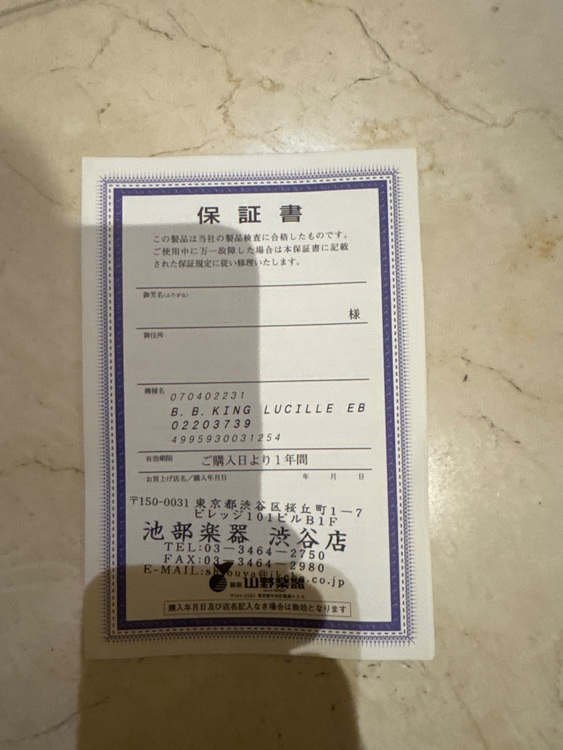 保証書
この製品は当社の製品検査に合格したものです。
ご使用中に万一故障した場合は本保証書に記載
された保証規定に従い修理いたします。
御芳名(ふりがな)
様
御住所
機種名
070402231
B.B.KING LUCILLE EB
02203739
4995930031254
有効期限 ご購入日より1年間
お買上げ店名/購入年月日 年 月 日
〒150-0031 東京都渋谷区桜丘町1-7
ビレッジ101ビルB1F
池部楽器 渋谷店
TEL:03-3464-2750
FAX:03-3464-2980
E-MAIL:shibuya@ikebe.co.jp
銀座 山野楽器
購入年月日及び店名記入なき場合は無効となります